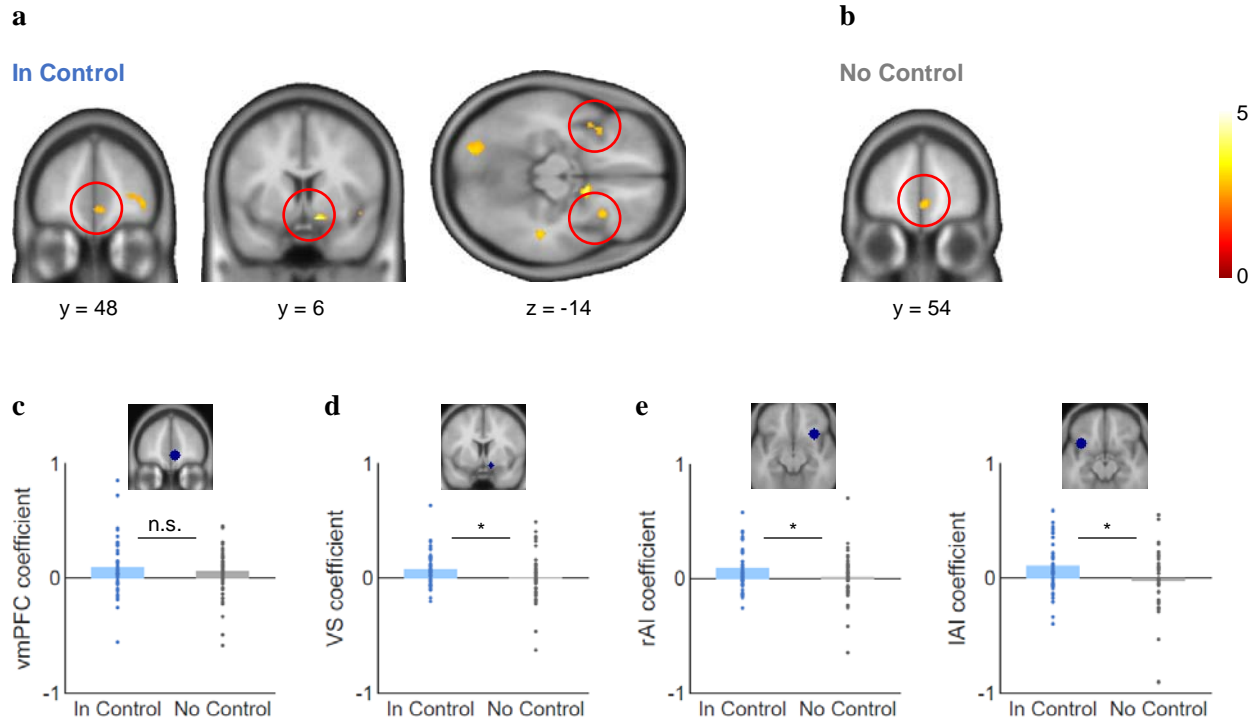 a
b
In Control
No Control
5
0
y = 48
y = 6
z = -14
y = 54
c
d
e
1
0
-1
vmPFC coefficient
n.s.
In Control No Control
1
0
-1
VS coefficient
*
In Control No Control
1
0
-1
rAI coefficient
*
In Control No Control
1
0
-1
lAI coefficient
*
In Control No Control